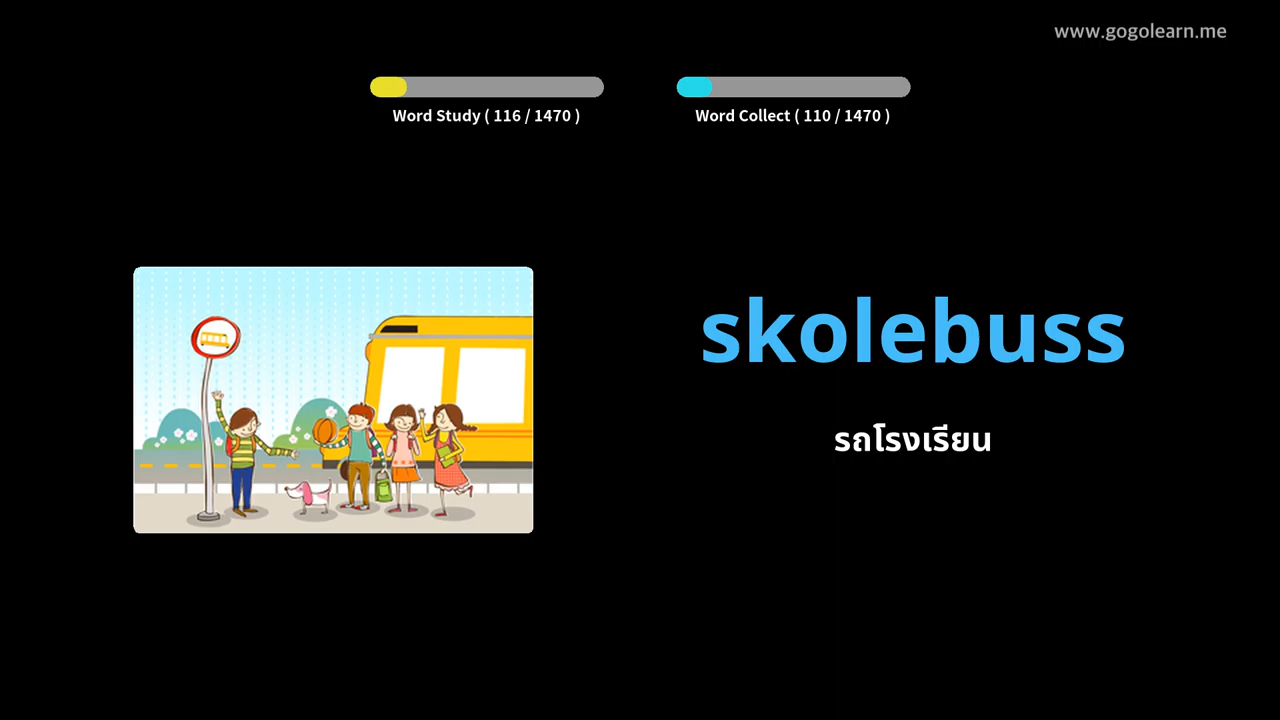 www.gogolearn.me
Word Study ( 116 / 1470 )
Word Collect ( 110 / 1470 )
skolebuss
รถโรงเรียน